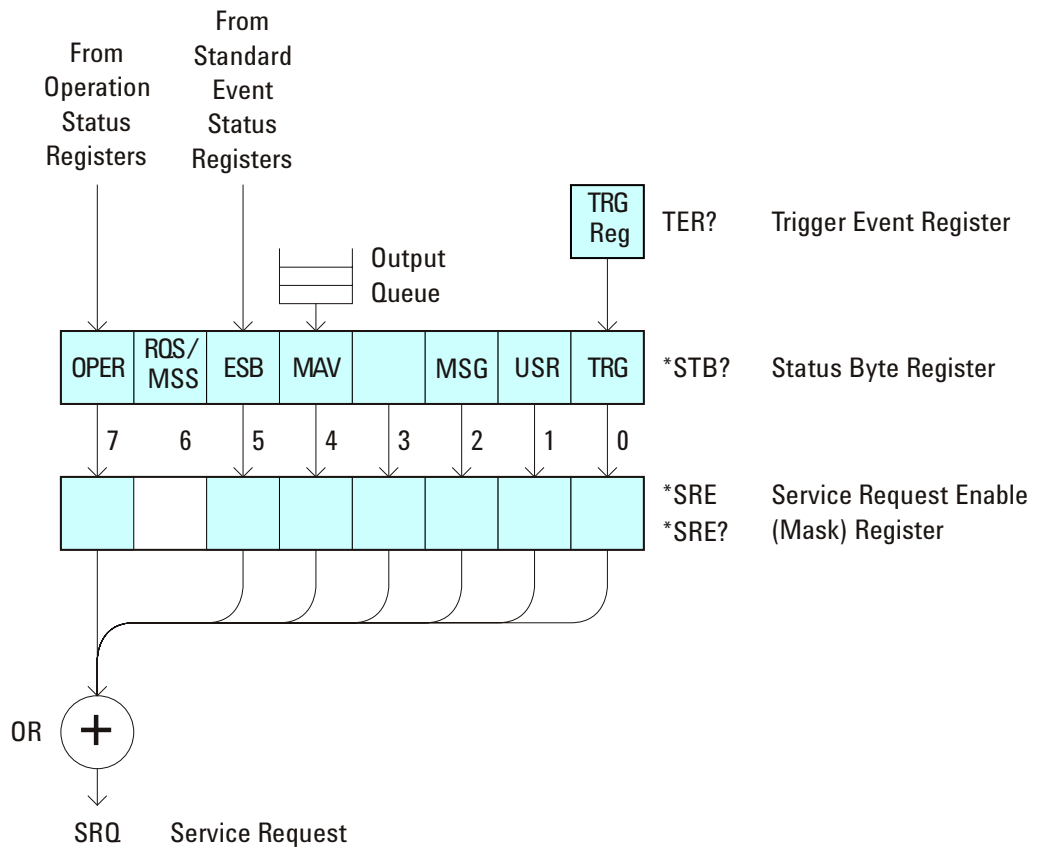 From
Operation
Status
Registers
From
Standard
Event
Status
Registers
TRG
Reg
TER? Trigger Event Register
Output
Queue
OPER RQS/ MSS ESB MAV MSG USR TRG *STB? Status Byte Register
7 6 5 4 3 2 1 0
*SRE Service Request Enable
*SRE? (Mask) Register
OR +
SRQ Service Request